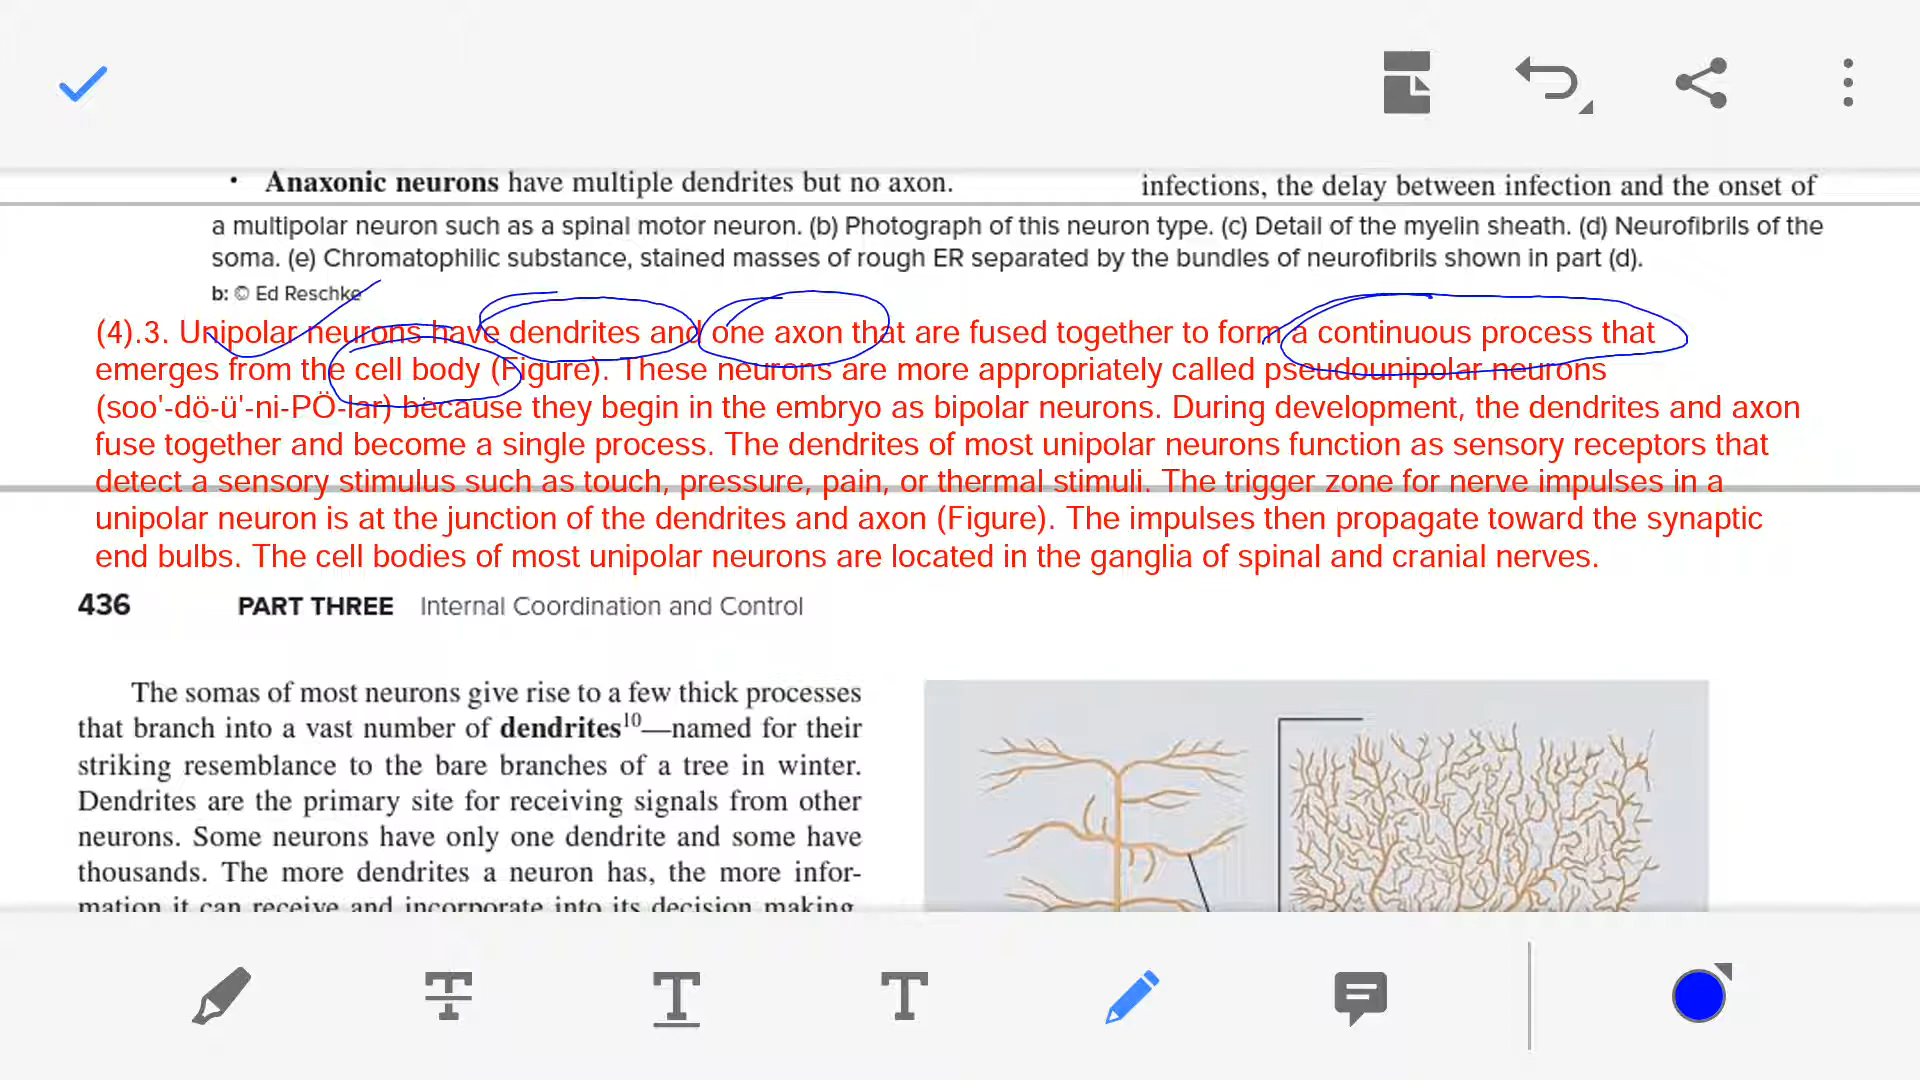 • Anaxonic neurons have multiple dendrites but no axon.
infections, the delay between infection and the onset of
a multipolar neuron such as a spinal motor neuron. (b) Photograph of this neuron type. (c) Detail of the myelin sheath. (d) Neurofibrils of the
soma. (e) Chromatophilic substance, stained masses of rough ER separated by the bundles of neurofibrils shown in part (d).
b: © Ed Reschke
(4).3. Unipolar neurons have dendrites and one axon that are fused together to form a continuous process that
emerges from the cell body (Figure). These neurons are more appropriately called pseudounipolar neurons
(soo'-dö-ü'-ni-PÖ-lar) because they begin in the embryo as bipolar neurons. During development, the dendrites and axon
fuse together and become a single process. The dendrites of most unipolar neurons function as sensory receptors that
detect a sensory stimulus such as touch, pressure, pain, or thermal stimuli. The trigger zone for nerve impulses in a
unipolar neuron is at the junction of the dendrites and axon (Figure). The impulses then propagate toward the synaptic
end bulbs. The cell bodies of most unipolar neurons are located in the ganglia of spinal and cranial nerves.
436 PART THREE Internal Coordination and Control
The somas of most neurons give rise to a few thick processes
that branch into a vast number of dendrites10—named for their
striking resemblance to the bare branches of a tree in winter.
Dendrites are the primary site for receiving signals from other
neurons. Some neurons have only one dendrite and some have
thousands. The more dendrites a neuron has, the more infor-
mation it can receive and incorporate into its decision making.